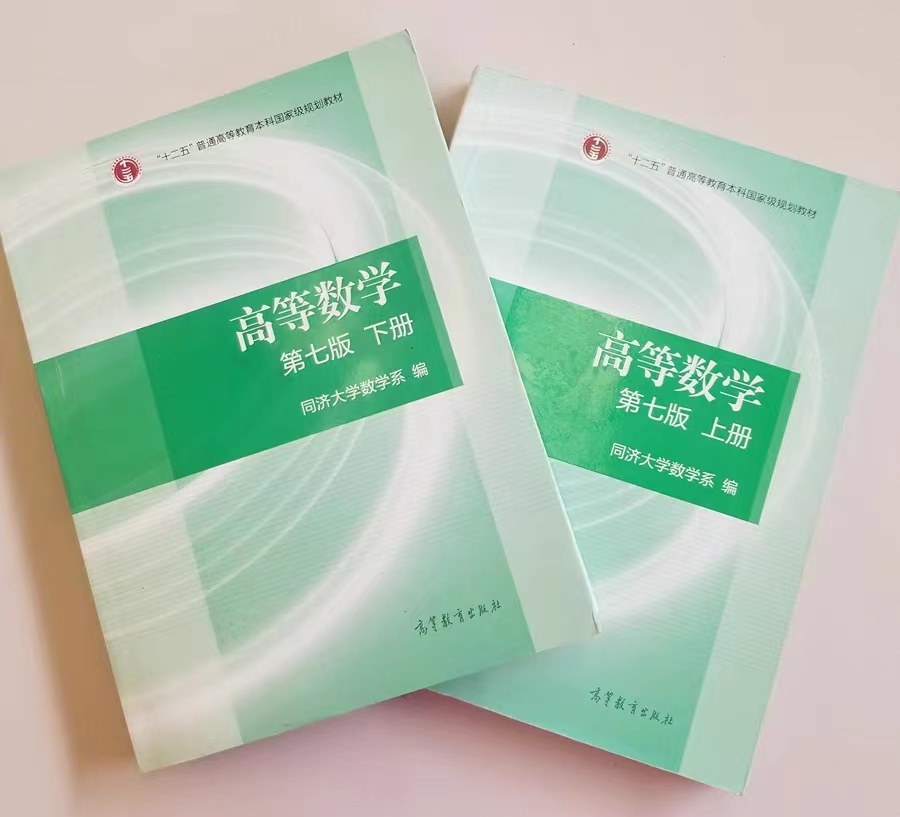 “十二五”普通高等教育本科国家级规划教材
高等数学
第七版 下册
同济大学数学系 编
高等教育出版社
“十二五”普通高等教育本科国家级规划教材
高等数学
第七版 上册
同济大学数学系 编
高等教育出版社